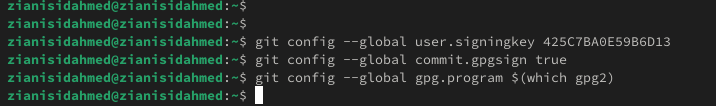 zianisidahmed@zianisidahmed:~$
zianisidahmed@zianisidahmed:~$
zianisidahmed@zianisidahmed:~$ git config --global user.signingkey 425C7BA0E59B6D13
zianisidahmed@zianisidahmed:~$ git config --global commit.gpgsign true
zianisidahmed@zianisidahmed:~$ git config --global gpg.program $(which gpg2)
zianisidahmed@zianisidahmed:~$